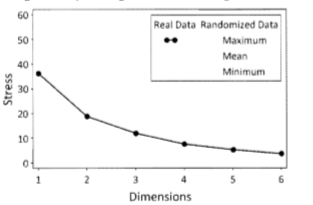 60
50
40
30
20
10
0
Stress
1 2 3 4 5 6
Dimensions
Real Data Randomized Data
Maximum
Mean
Minimum